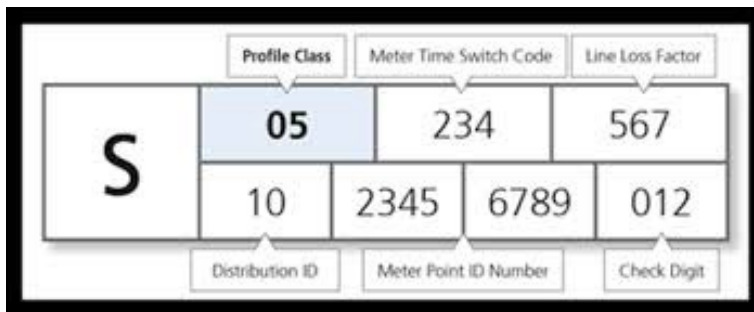 Profile Class Meter Time Switch Code Line Loss Factor
S 05 234 567
10 2345 6789 012
Distribution ID Meter Point ID Number Check Digit